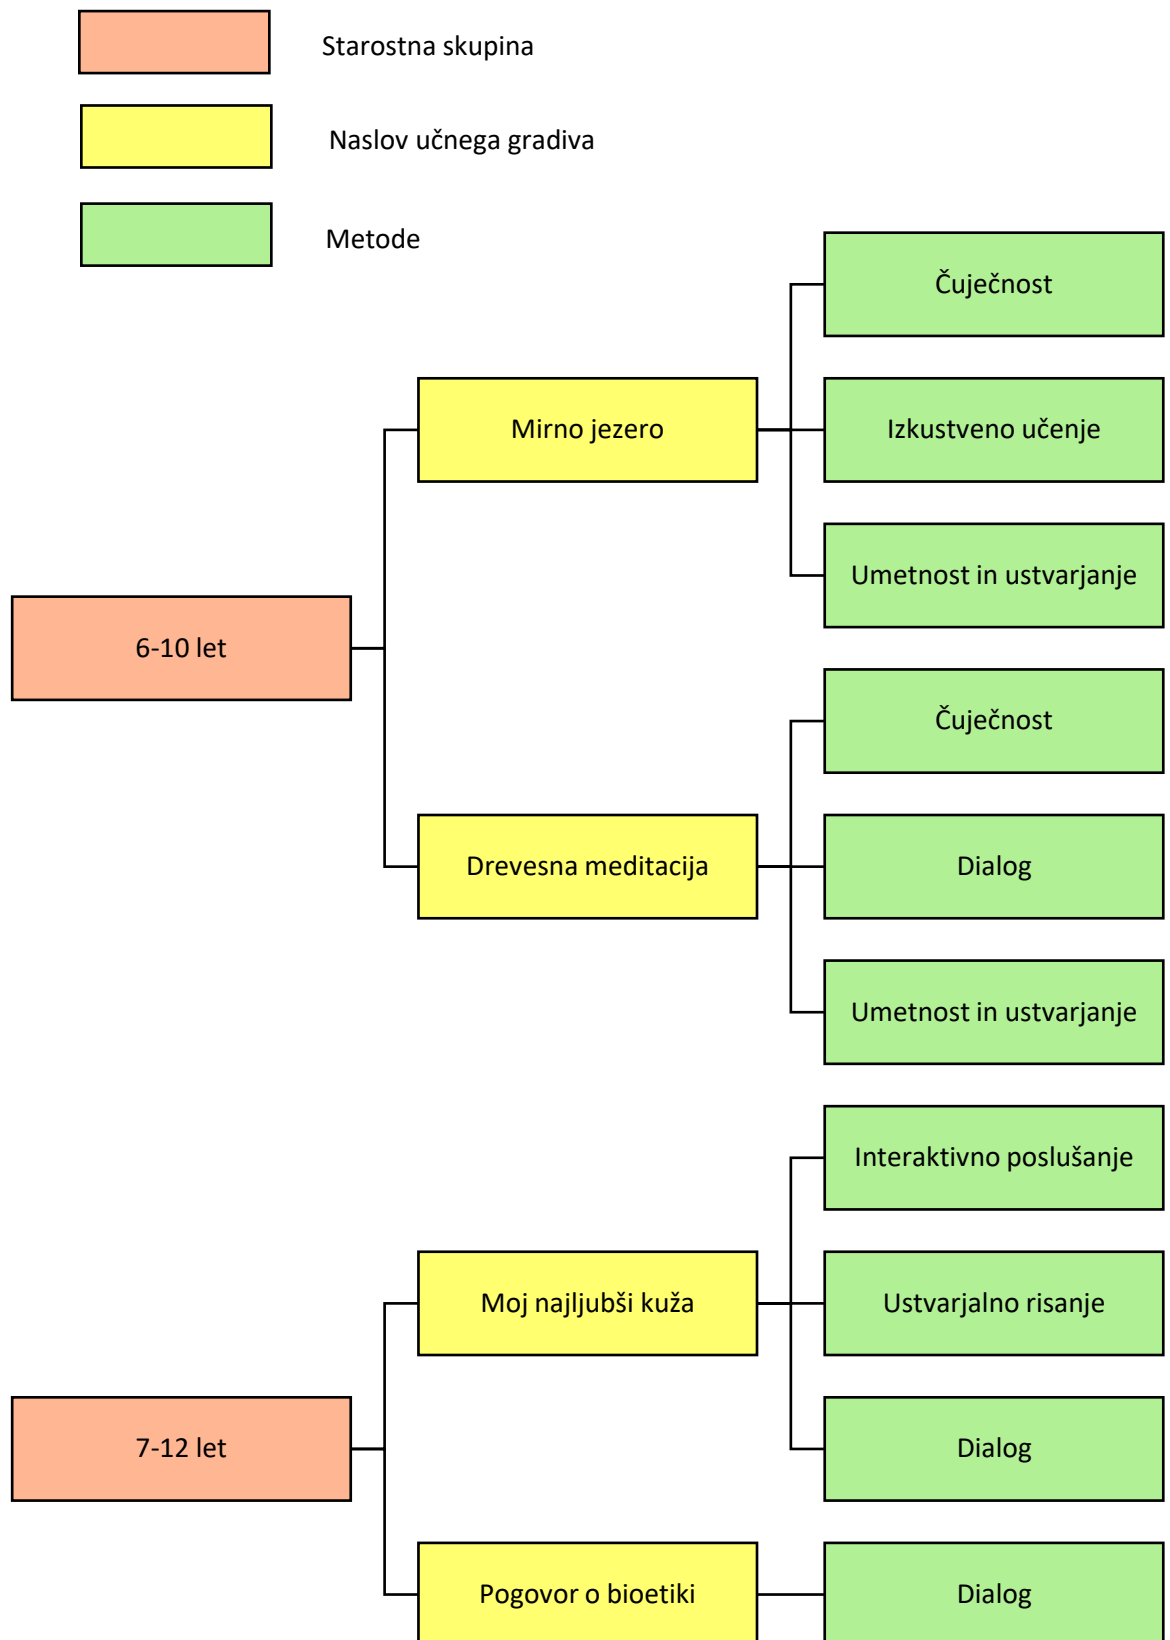 Starostna skupina
Naslov učnega gradiva
Metode
Čuječnost
Mirno jezero
Izkustveno učenje
Umetnost in ustvarjanje
6-10 let
Čuječnost
Drevesna meditacija
Dialog
Umetnost in ustvarjanje
Interaktivno poslušanje
Moj najljubši kuža
Ustvarjalno risanje
7-12 let
Dialog
Pogovor o bioetiki
Dialog